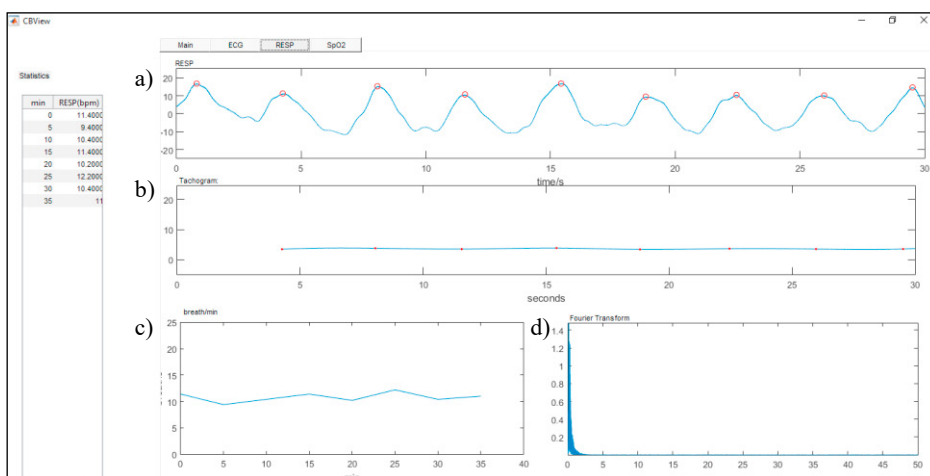 CBView
Main ECG RESP SpO2
Statistics
min RESP(bpm)
0 11.4000
5 9.4000
10 10.4000
15 11.4000
20 10.2000
25 12.2000
30 10.4000
35 11
a)
RESP
20
10
0
-10
-20
0 5 10 15 20 25 30
time/s
b)
Tachogram:
20
10
0
0 5 10 15 20 25 30
seconds
c)
breath/min
25
20
15
10
5
0
0 5 10 15 20 25 30 35 40
d)
Fourier Transform
1.4
1.2
1
0.8
0.6
0.4
0.2
0 5 10 15 20 25 30 35 40 45 50